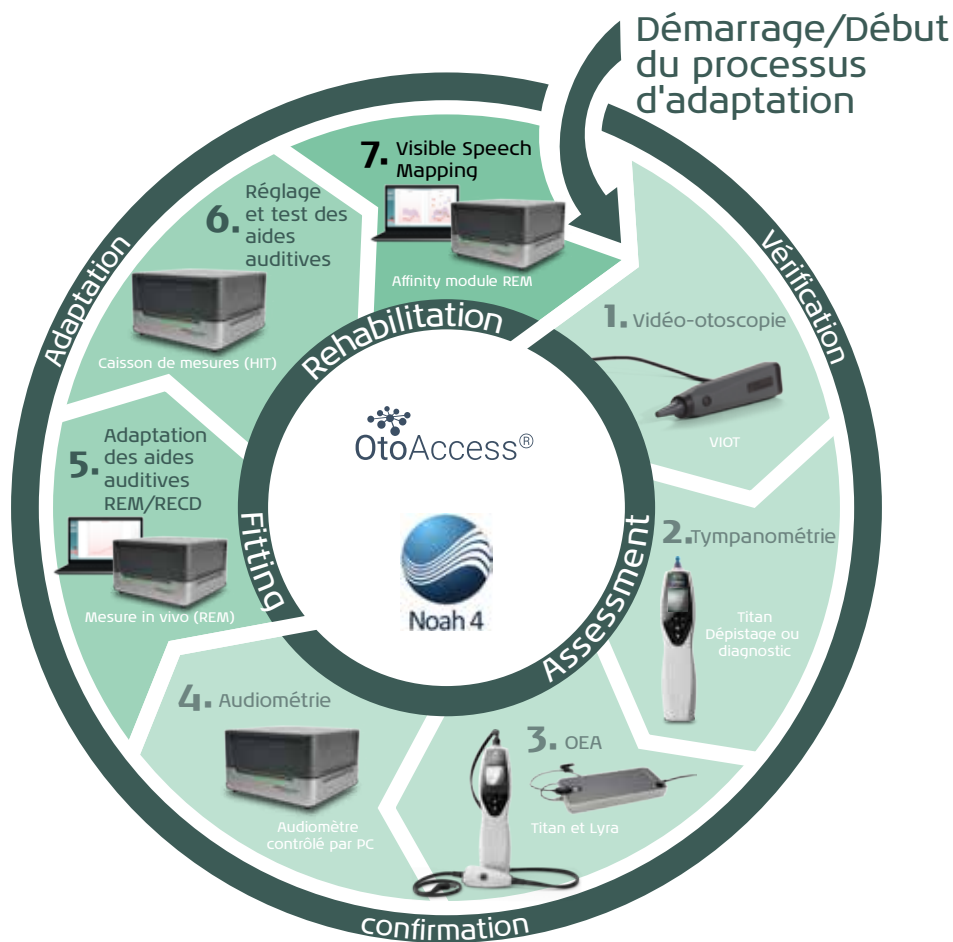 Démarrage/Début
du processus
d'adaptation
Vérification
1. Vidéo-otoscopie
VIOT
2. Tympanométrie
Titan
Dépistage ou
diagnostic
3. OEA
Titan et Lyra
confirmation
4. Audiométrie
Audiomètre
contrôlé par PC
5. Adaptation
des aides
auditives
REM/RECD
Mesure in vivo (REM)
Adaptation
6. Réglage
et test des
aides
auditives
Caisson de mesures (HIT)
7. Visible Speech
Mapping
Affinity module REM
Rehabilitation
Assessment
Fitting
OtoAccess®
Noah 4